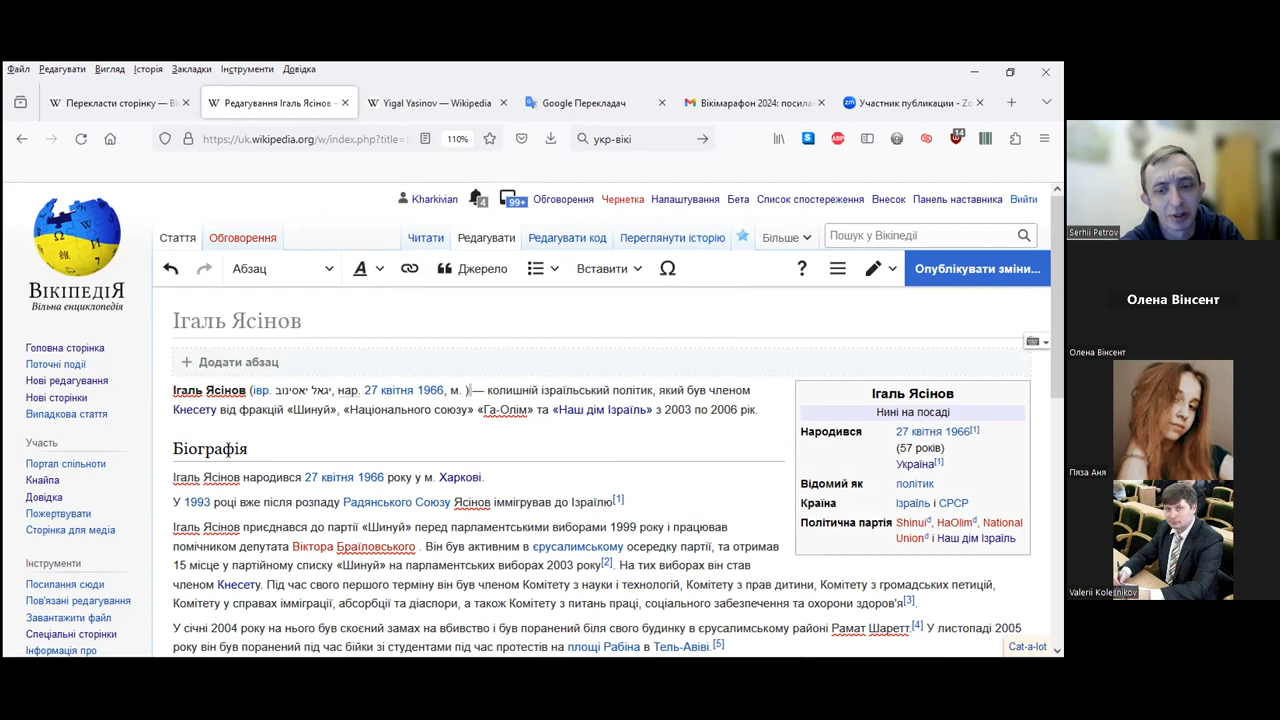 Файл Редагувати Вигляд Історія Закладки Інструменти Довідка
Перекласти сторінку — Ві
Редагування Ігаль Ясінов –
Yigal Yasinov — Wikipedia
Google Перекладач
Вікімарафон 2024: посила
Участник публикации - Zo
https://uk.wikipedia.org/w/index.php?title=І
110%
укр-вікі
14
Kharkivian 4 99+ Обговорення Чернетка Налаштування Бета Список спостереження Внесок Панель наставника Вийти
Стаття Обговорення Читати Редагувати Редагувати код Переглянути історію Більше Пошук у Вікіпедії
Абзац A Джерело Вставити Ω ? Опублікувати зміни…
ВікіпедіЯ
Вільна енциклопедія
Головна сторінка
Поточні події
Нові редагування
Нові сторінки
Випадкова стаття
Участь
Портал спільноти
Кнайпа
Довідка
Пожертвувати
Сторінка для медіа
Інструменти
Посилання сюди
Пов'язані редагування
Завантажити файл
Спеціальні сторінки
Інформація про
Ігаль Ясінов
+ Додати абзац
Ігаль Ясінов (івр. יגאל יאסינוב, нар. 27 квітня 1966, м. ) — колишній ізраїльський політик, який був членом
Кнесету від фракцій «Шинуй», «Національного союзу» «Га-Олім» та «Наш дім Ізраїль» з 2003 по 2006 рік.
Біографія
Ігаль Ясінов народився 27 квітня 1966 року у м. Харкові.
У 1993 році вже після розпаду Радянського Союзу Ясінов іммігрував до Ізраїлю[1]
Ігаль Ясінов приєднався до партії «Шинуй» перед парламентськими виборами 1999 року і працював
помічником депутата Віктора Браїловського . Він був активним в єрусалимському осередку партії, та отримав
15 місце у партійному списку «Шинуй» на парламентських виборах 2003 року[2]. На тих виборах він став
членом Кнесету. Під час свого першого терміну він був членом Комітету з науки і технологій, Комітету з прав дитини, Комітету з громадських петицій,
Комітету у справах імміграції, абсорбції та діаспори, а також Комітету з питань праці, соціального забезпечення та охорони здоров'я[3].
У січні 2004 року на нього був скоєний замах на вбивство і був поранений біля свого будинку в єрусалимському районі Рамат Шаретт.[4] У листопаді 2005
року він був поранений під час бійки зі студентами під час протестів на площі Рабіна в Тель-Авіві.[5]
Ігаль Ясінов
Нині на посаді
Народився 27 квітня 1966[1]
(57 років)
Україна[1]
Відомий як політик
Країна Ізраїль і СРСР
Політична партія Shinuid, HaOlimd, National
Uniond і Наш дім Ізраїль
Cat-a-lot
Serhii Petrov
Олена Вінсент
Олена Вінсент
Пяза Аня
Valerii Kolesnikov